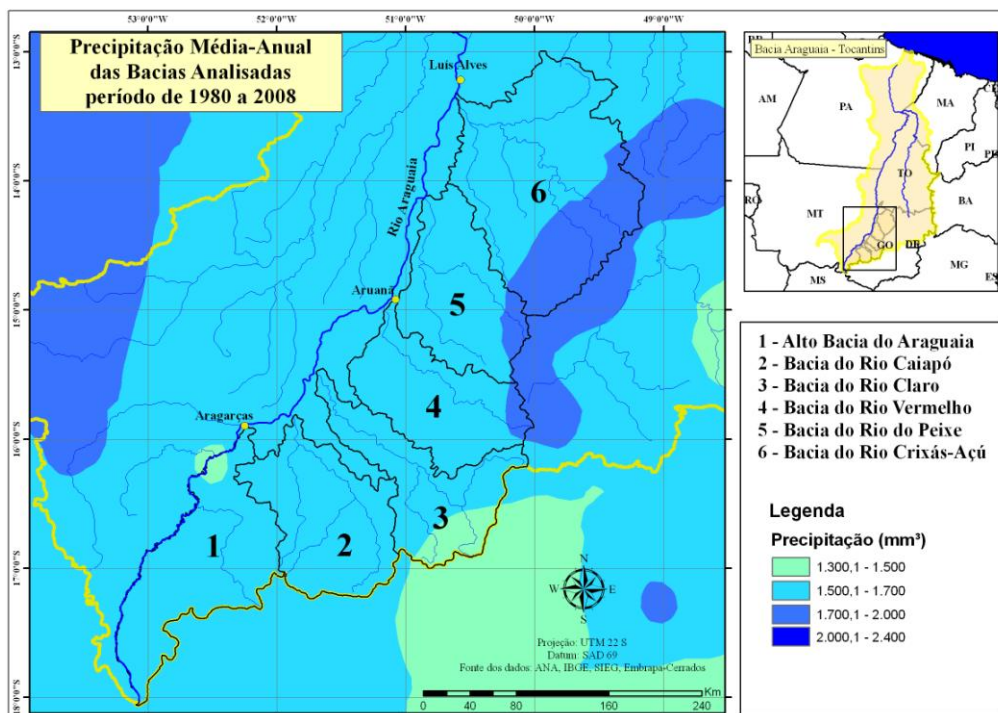 53°0'0"W
52°0'0"W
51°0'0"W
50°0'0"W
49°0'0"W
Precipitação Média-Anual
das Bacias Analisadas
período de 1980 a 2008
13°0'0"S
14°0'0"S
15°0'0"S
16°0'0"S
17°0'0"S
18°0'0"S
Luís Alves
Rio Araguaia
Aruanã
Aragarças
6
5
4
3
2
1
N
W
E
S
Projeção: UTM 22 S
Datum: SAD 69
Fonte dos dados: ANA, IBGE, SIEG, Embrapa-Cerrados
Km
0 40 80 160 240
Bacia Araguaia - Tocantins
AM
PA
MA
PI
TO
BA
MT
GO
DF
MG
MS
ES
1 - Alto Bacia do Araguaia
2 - Bacia do Rio Caiapó
3 - Bacia do Rio Claro
4 - Bacia do Rio Vermelho
5 - Bacia do Rio do Peixe
6 - Bacia do Rio Crixás-Açú
Legenda
Precipitação (mm³)
1.300,1 - 1.500
1.500,1 - 1.700
1.700,1 - 2.000
2.000,1 - 2.400